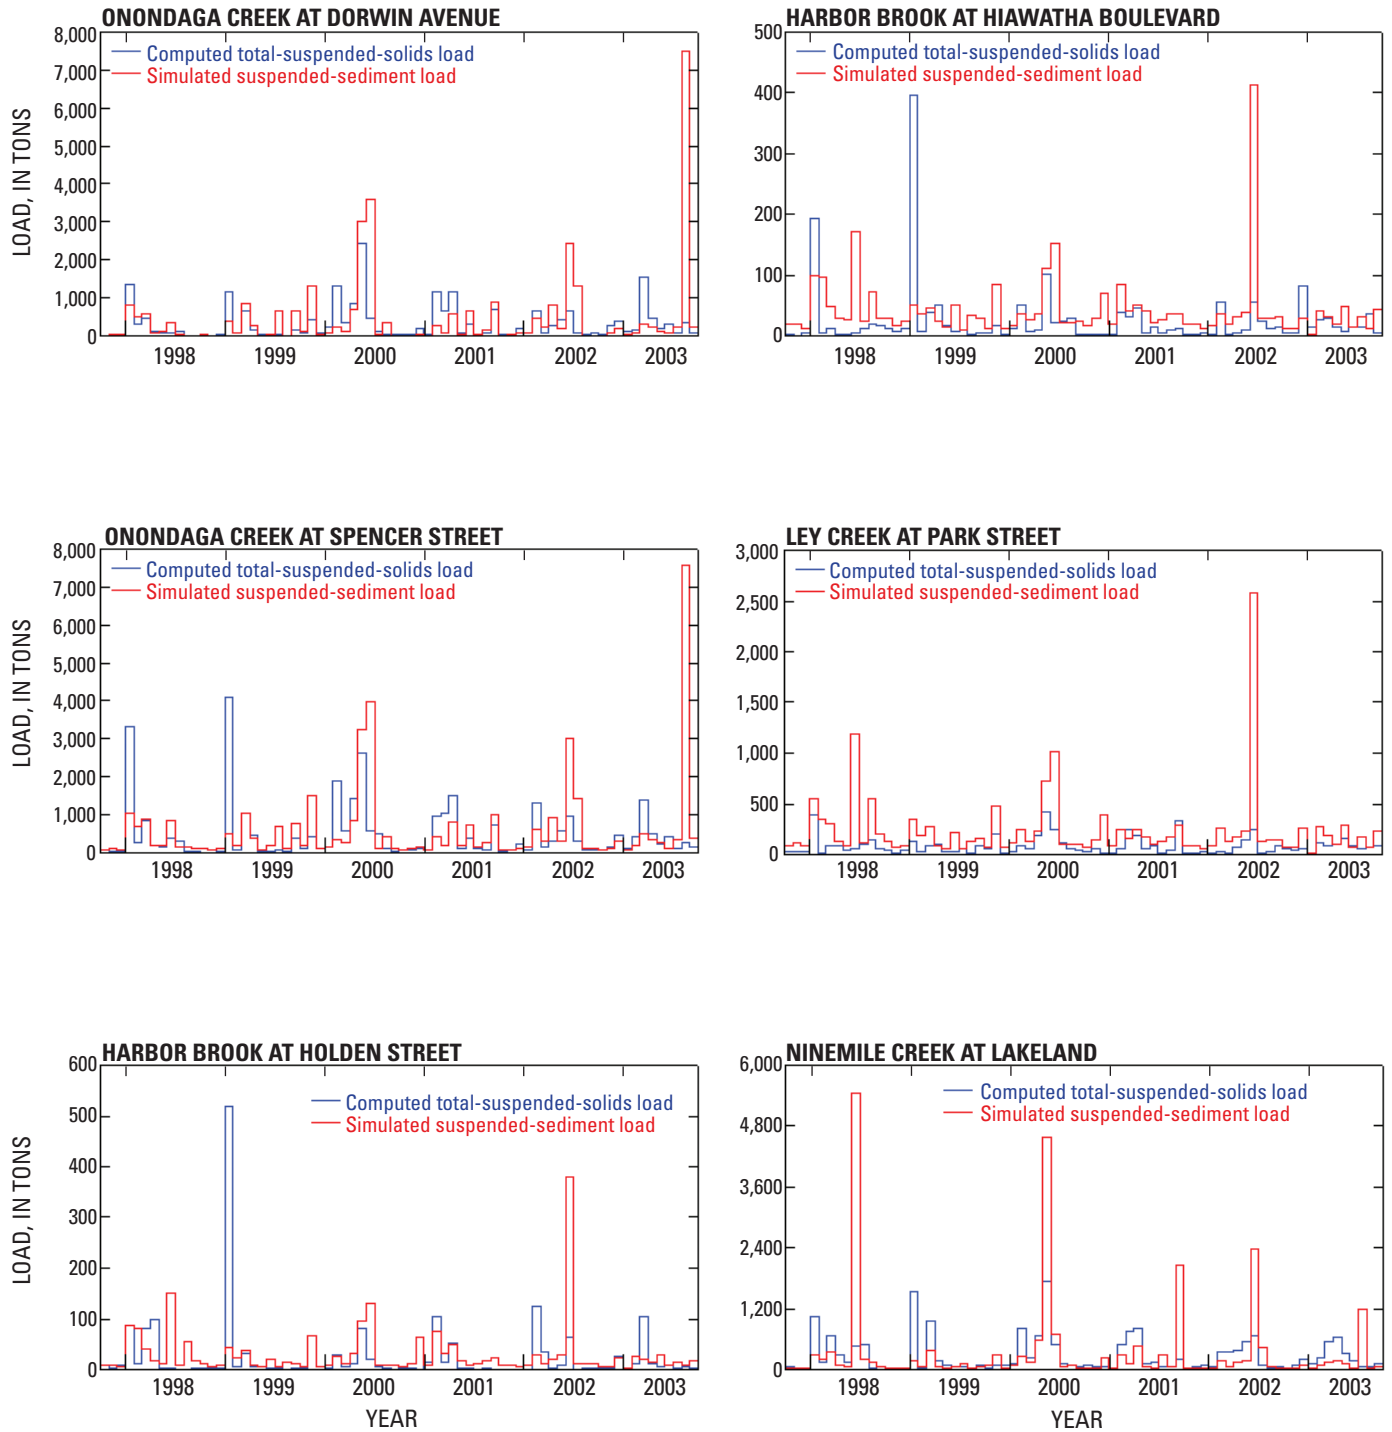 ONONDAGA CREEK AT DORWIN AVENUE
Computed total-suspended-solids load
Simulated suspended-sediment load
LOAD, IN TONS
8,000
7,000
6,000
5,000
4,000
3,000
2,000
1,000
0
1998 1999 2000 2001 2002 2003
HARBOR BROOK AT HIAWATHA BOULEVARD
Computed total-suspended-solids load
Simulated suspended-sediment load
500
400
300
200
100
0
1998 1999 2000 2001 2002 2003
ONONDAGA CREEK AT SPENCER STREET
Computed total-suspended-solids load
Simulated suspended-sediment load
LOAD, IN TONS
8,000
7,000
6,000
5,000
4,000
3,000
2,000
1,000
0
1998 1999 2000 2001 2002 2003
LEY CREEK AT PARK STREET
Computed total-suspended-solids load
Simulated suspended-sediment load
3,000
2,500
2,000
1,500
1,000
500
0
1998 1999 2000 2001 2002 2003
HARBOR BROOK AT HOLDEN STREET
Computed total-suspended-solids load
Simulated suspended-sediment load
LOAD, IN TONS
600
500
400
300
200
100
0
1998 1999 2000 2001 2002 2003
YEAR
NINEMILE CREEK AT LAKELAND
Computed total-suspended-solids load
Simulated suspended-sediment load
6,000
4,800
3,600
2,400
1,200
0
1998 1999 2000 2001 2002 2003
YEAR